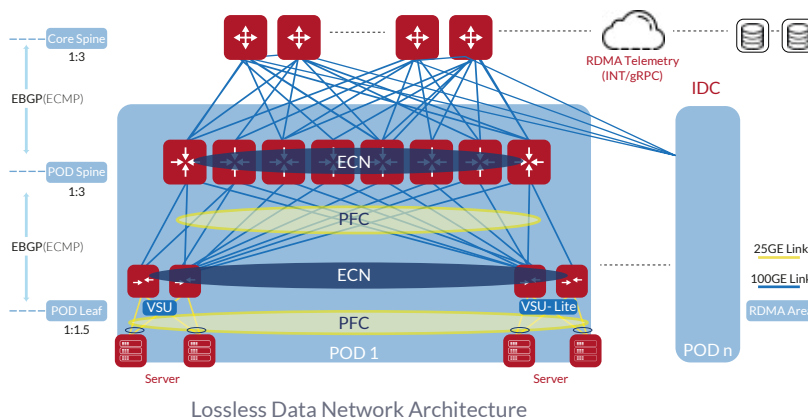 Core Spine
1:3
RDMA Telemetry
(INT/gRPC)
IDC
EBGP(ECMP)
ECN
POD Spine
1:3
PFC
EBGP(ECMP)
25GE Link
ECN
100GE Link
VSU
VSU- Lite
POD Leaf
RDMA Area
PFC
1:1.5
POD 1
POD n
Server
Server
Lossless Data Network Architecture